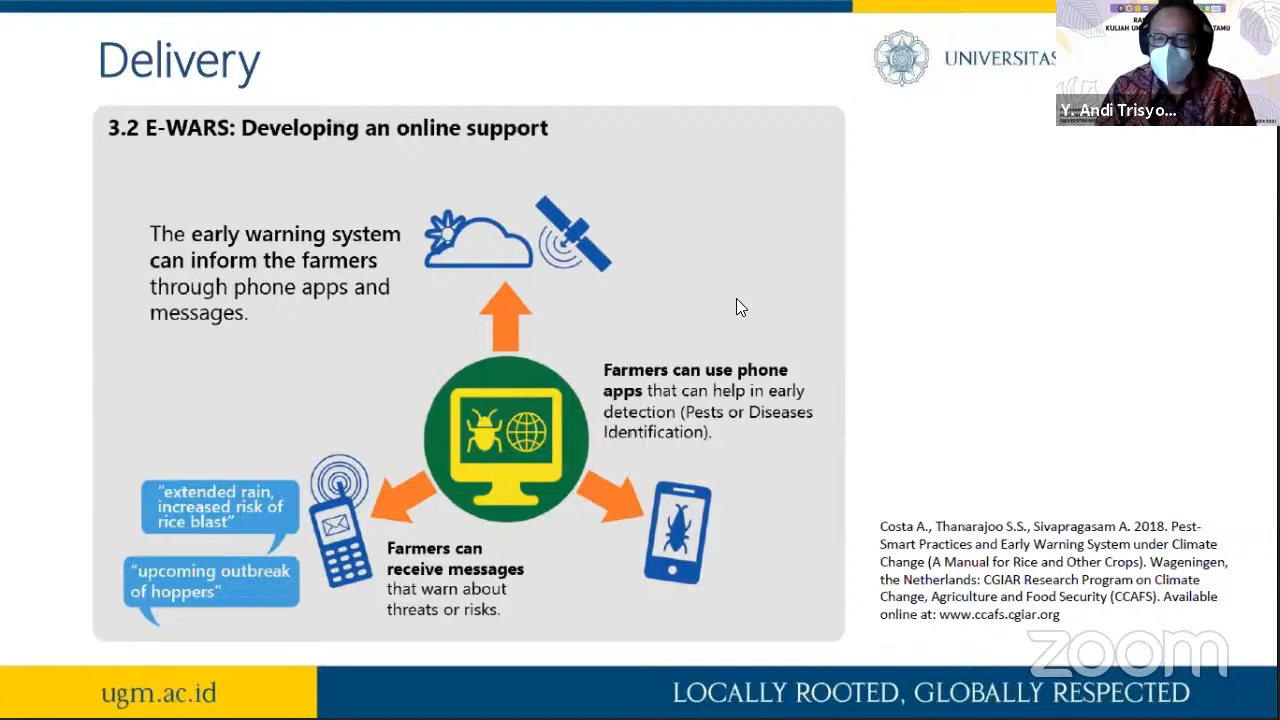 Delivery
UNIVERSITAS
KULIAH
Y. Andi Trisyo...
3.2 E-WARS: Developing an online support
The early warning system
can inform the farmers
through phone apps and
messages.
Farmers can use phone
apps that can help in early
detection (Pests or Diseases
Identification).
"extended rain,
increased risk of
rice blast"
"upcoming outbreak
of hoppers"
Farmers can
receive messages
that warn about
threats or risks.
Costa A., Thanarajoo S.S., Sivapragasam A. 2018. Pest-
Smart Practices and Early Warning System under Climate
Change (A Manual for Rice and Other Crops). Wageningen,
the Netherlands: CGIAR Research Program on Climate
Change, Agriculture and Food Security (CCAFS). Available
online at: www.ccafs.cgiar.org
zoom
ugm.ac.id
LOCALLY ROOTED, GLOBALLY RESPECTED